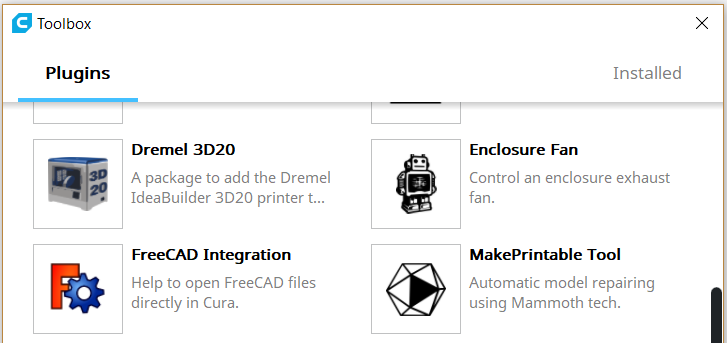 Toolbox
Plugins
Installed
Dremel 3D20
A package to add the Dremel
IdeaBuilder 3D20 printer t...
3D
20
Enclosure Fan
Control an enclosure exhaust
fan.
FreeCAD Integration
Help to open FreeCAD files
directly in Cura.
MakePrintable Tool
Automatic model repairing
using Mammoth tech.